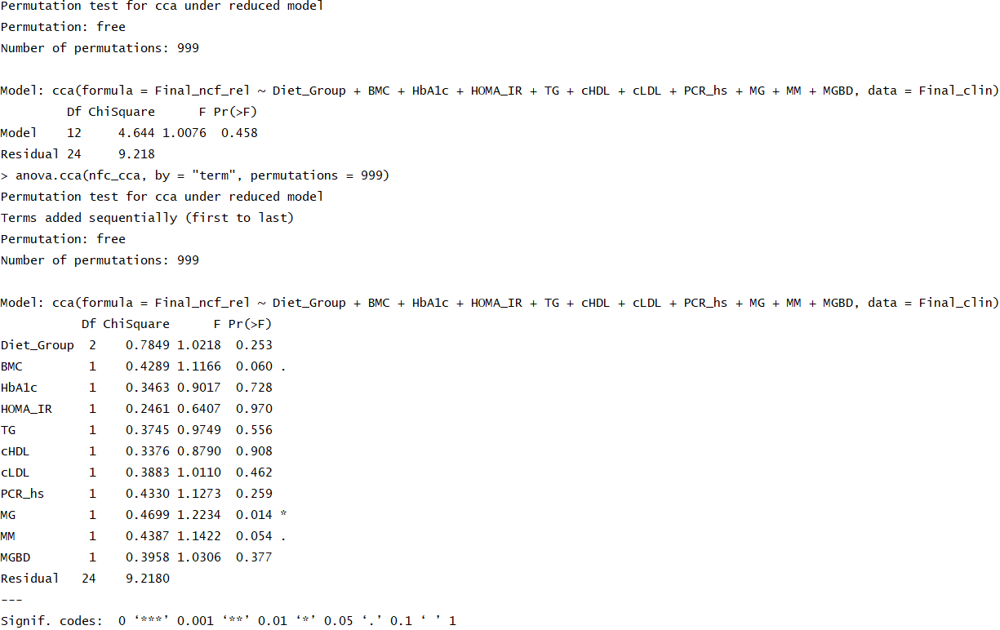 Permutation test for cca under reduced model
Permutation: free
Number of permutations: 999

Model: cca(formula = Final_ncf_rel ~ Diet_Group + BMC + HbA1c + HOMA_IR + TG + cHDL + cLDL + PCR_hs + MG + MM + MGBD, data = Final_clin)
         Df ChiSquare      F Pr(>F)
Model    12     4.644 1.0076  0.458
Residual 24     9.218
> anova.cca(nfc_cca, by = "term", permutations = 999)
Permutation test for cca under reduced model
Terms added sequentially (first to last)
Permutation: free
Number of permutations: 999

Model: cca(formula = Final_ncf_rel ~ Diet_Group + BMC + HbA1c + HOMA_IR + TG + cHDL + cLDL + PCR_hs + MG + MM + MGBD, data = Final_clin)
           Df ChiSquare      F Pr(>F)
Diet_Group  2    0.7849 1.0218  0.253
BMC         1    0.4289 1.1166  0.060 .
HbA1c       1    0.3463 0.9017  0.728
HOMA_IR     1    0.2461 0.6407  0.970
TG          1    0.3745 0.9749  0.556
cHDL        1    0.3376 0.8790  0.908
cLDL        1    0.3883 1.0110  0.462
PCR_hs      1    0.4330 1.1273  0.259
MG          1    0.4699 1.2234  0.014 *
MM          1    0.4387 1.1422  0.054 .
MGBD        1    0.3958 1.0306  0.377
Residual   24    9.2180
---
Signif. codes:  0 ‘***’ 0.001 ‘**’ 0.01 ‘*’ 0.05 ‘.’ 0.1 ‘ ’ 1